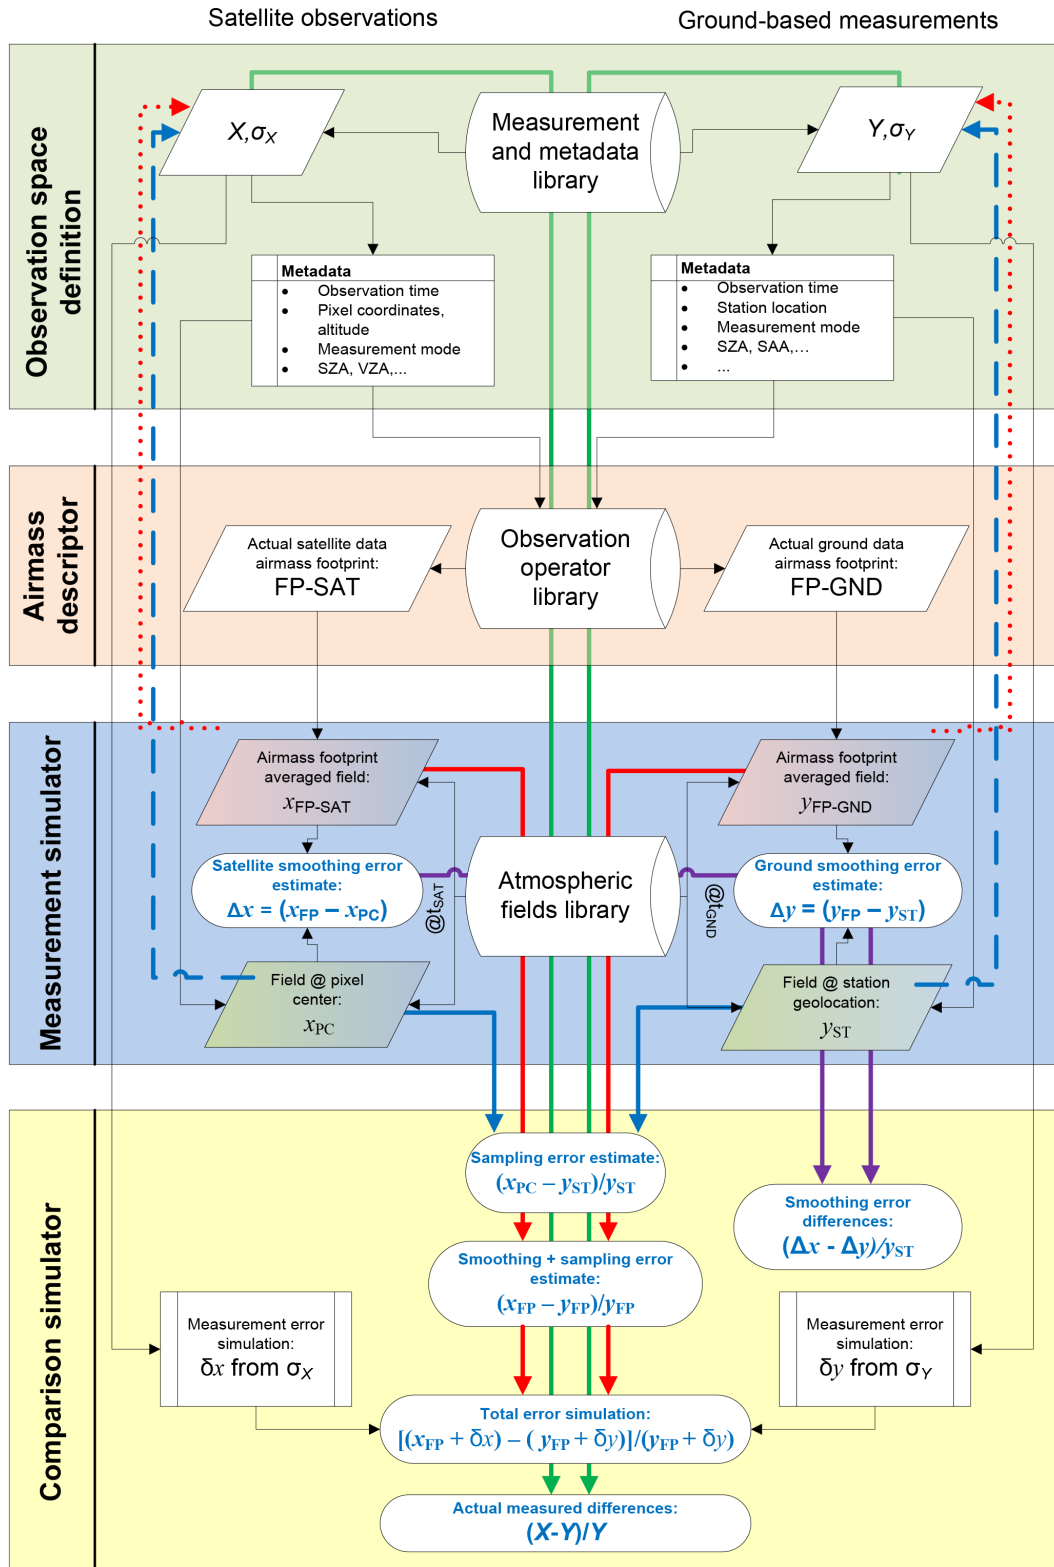 Satellite observations
Ground-based measurements
Observation space
definition
X,σX
Measurement
and metadata
library
Y,σY
Metadata
• Observation time
• Pixel coordinates,
altitude
• Measurement mode
• SZA, VZA,...
Metadata
• Observation time
• Station location
• Measurement mode
• SZA, SAA,...
• ...
Airmass
descriptor
Actual satellite data
airmass footprint:
FP-SAT
Observation
operator
library
Actual ground data
airmass footprint:
FP-GND
Measurement simulator
Airmass footprint
averaged field:
xFP-SAT
Airmass footprint
averaged field:
yFP-GND
Satellite smoothing error
estimate:
Δx = (xFP – xPC)
@tSAT
Atmospheric
fields library
@tGND
Ground smoothing error
estimate:
Δy = (yFP – yST)
Field @ pixel
center:
xPC
Field @ station
geolocation:
yST
Comparison simulator
Sampling error estimate:
(xPC – yST)/yST
Smoothing error
differences:
(Δx - Δy)/yST
Smoothing + sampling error
estimate:
(xFP – yFP)/yFP
Measurement error
simulation:
δx from σX
Measurement error
simulation:
δy from σY
Total error simulation:
[(xFP + δx) – ( yFP + δy)]/(yFP + δy)
Actual measured differences:
(X-Y)/Y